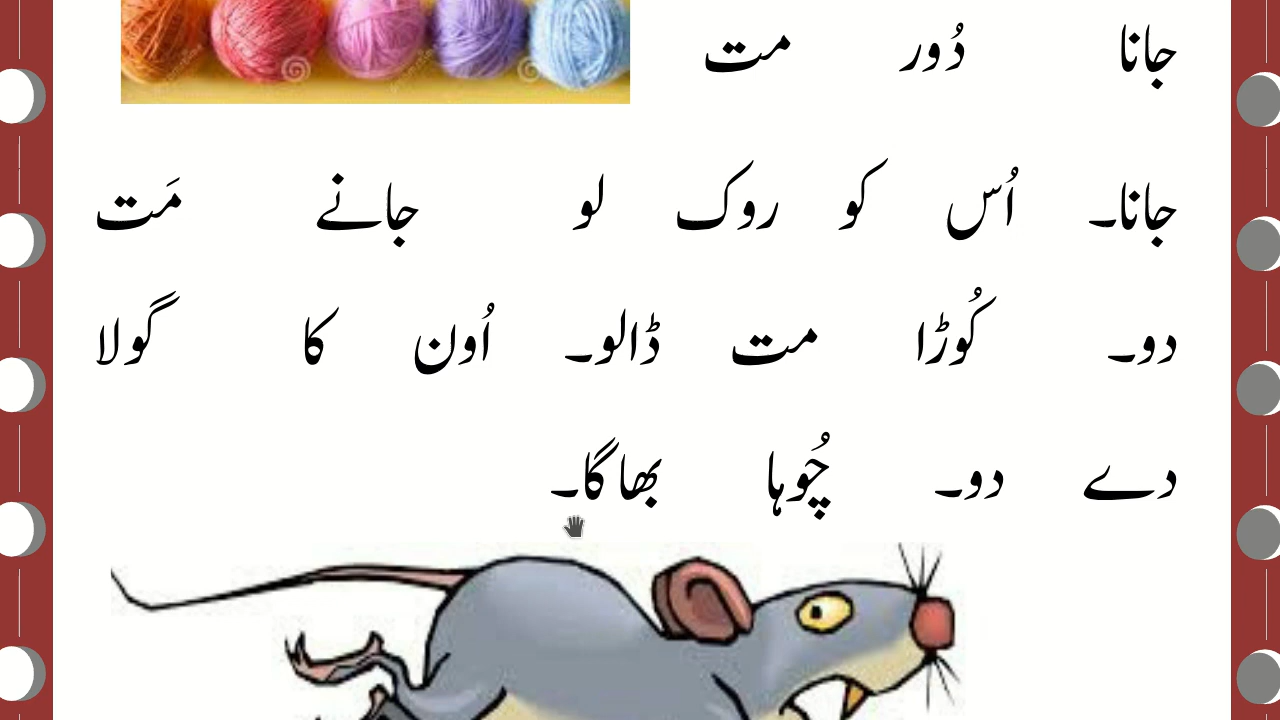 جانا دُور مت
جانا۔ اُس کو روک لو جانے مَت
دو۔ کُوڑا مت ڈالو۔ اُون کا گولا
دے دو۔ چُوہا بھاگا۔